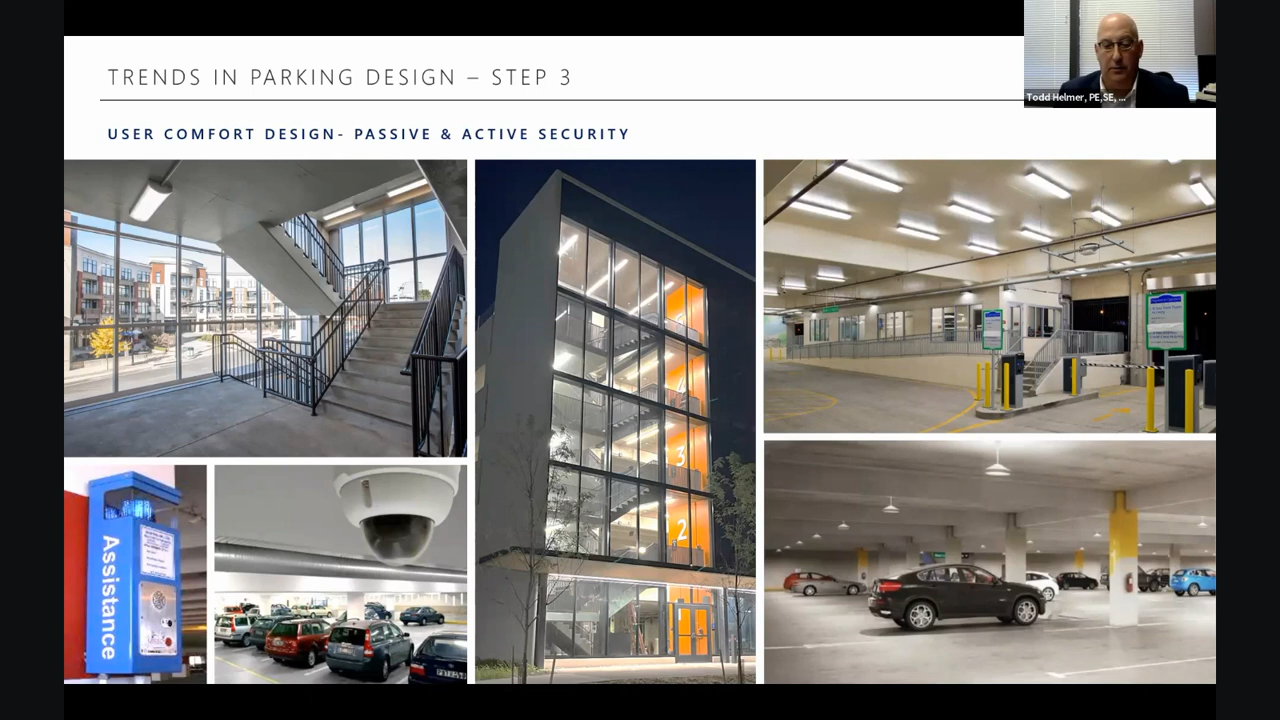 TRENDS IN PARKING DESIGN – STEP 3
Todd Helmer, PE,SE, ...
USER COMFORT DESIGN- PASSIVE & ACTIVE SECURITY
3
2
Assistance